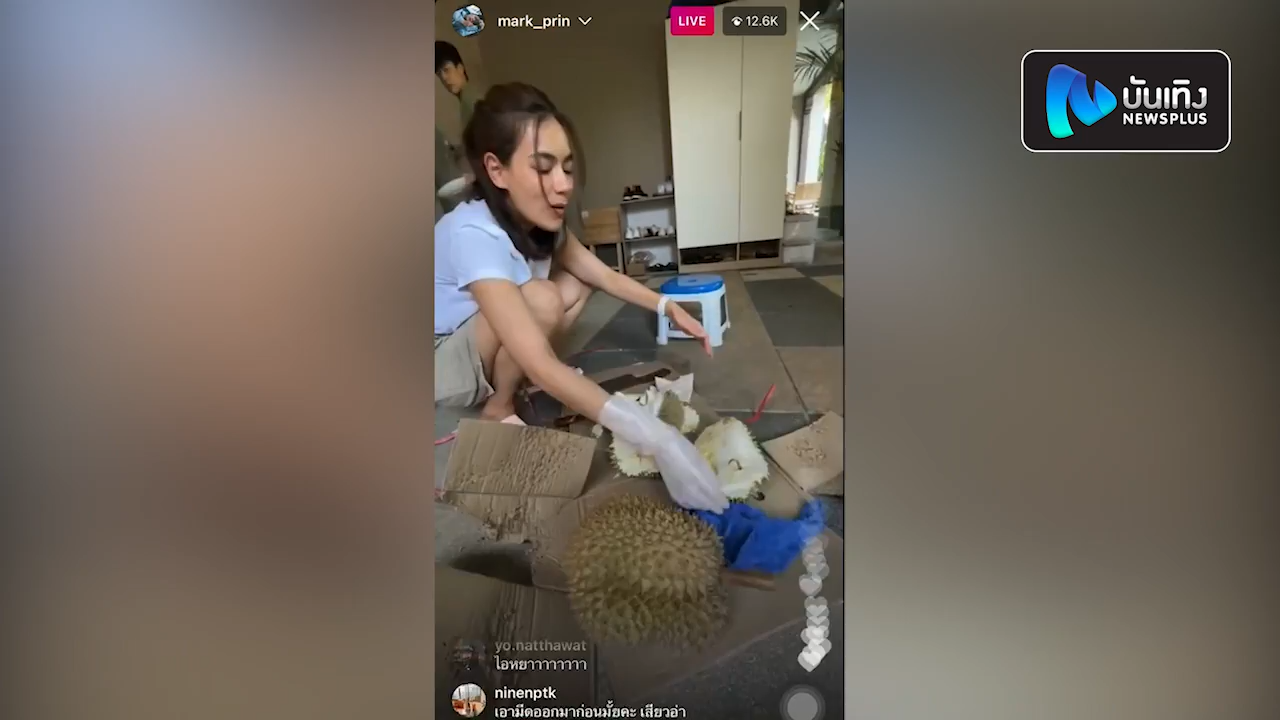 mark_prin
LIVE
12.6K
บันเทิง
NEWSPLUS
yo.natthawat
ไอหยาาาาาาาา
ninenptk
เอามีดออกมาก่อนมั้ยคะ เสียวอ่า